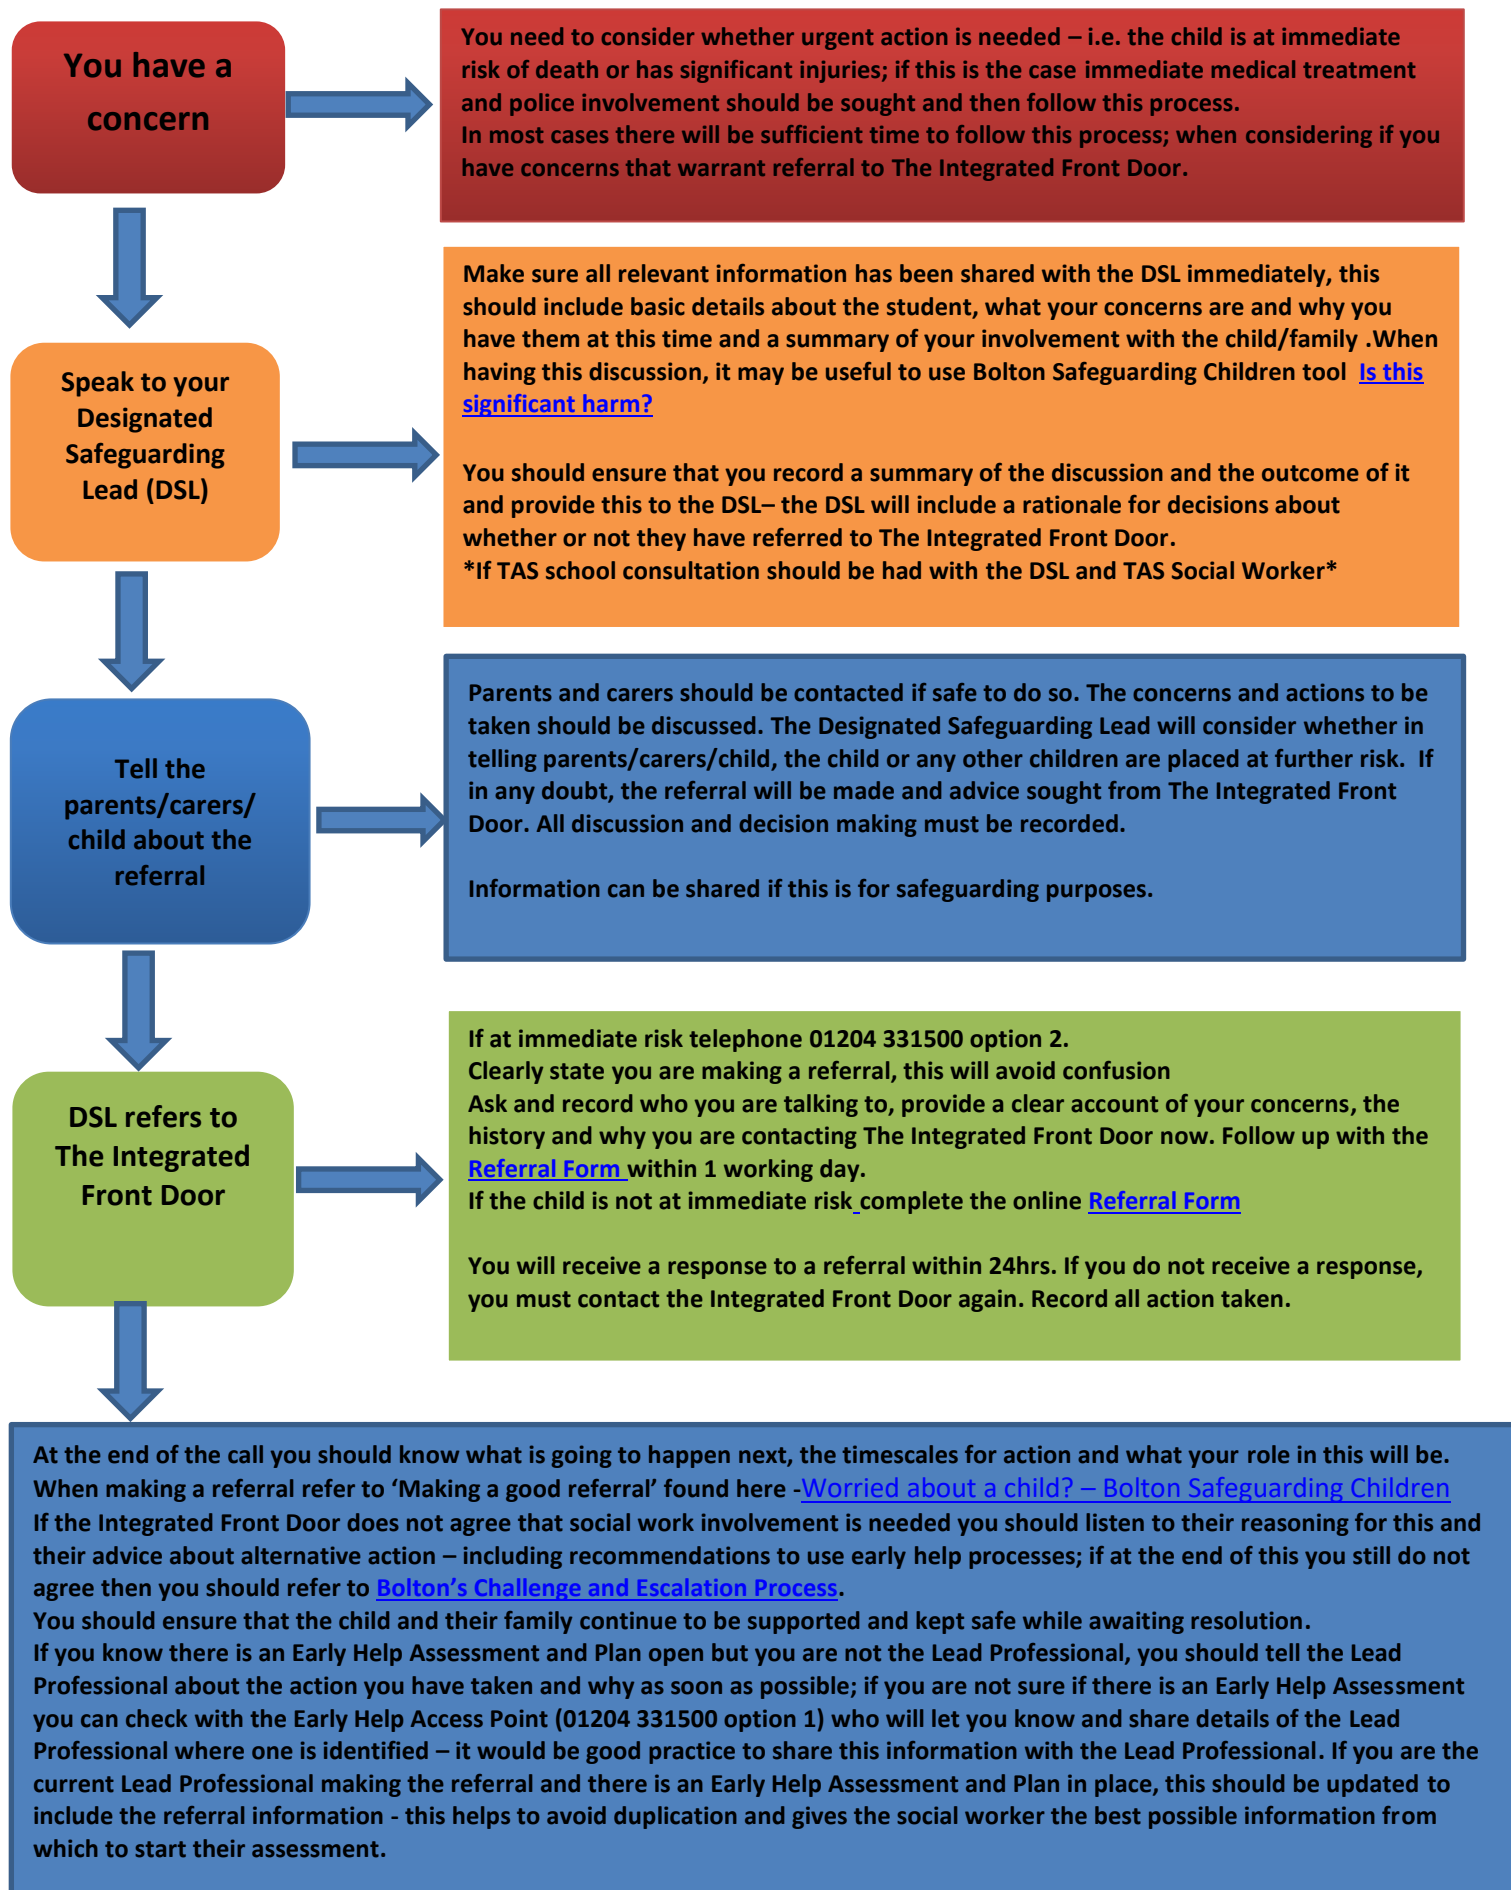 You have a
concern
You need to consider whether urgent action is needed – i.e. the child is at immediate
risk of death or has significant injuries; if this is the case immediate medical treatment
and police involvement should be sought and then follow this process.
In most cases there will be sufficient time to follow this process; when considering if you
have concerns that warrant referral to The Integrated Front Door.
Speak to your
Designated
Safeguarding
Lead (DSL)
Make sure all relevant information has been shared with the DSL immediately, this
should include basic details about the student, what your concerns are and why you
have them at this time and a summary of your involvement with the child/family .When
having this discussion, it may be useful to use Bolton Safeguarding Children tool Is this
significant harm?
You should ensure that you record a summary of the discussion and the outcome of it
and provide this to the DSL– the DSL will include a rationale for decisions about
whether or not they have referred to The Integrated Front Door.
*If TAS school consultation should be had with the DSL and TAS Social Worker*
Tell the
parents/carers/
child about the
referral
Parents and carers should be contacted if safe to do so. The concerns and actions to be
taken should be discussed. The Designated Safeguarding Lead will consider whether in
telling parents/carers/child, the child or any other children are placed at further risk. If
in any doubt, the referral will be made and advice sought from The Integrated Front
Door. All discussion and decision making must be recorded.
Information can be shared if this is for safeguarding purposes.
DSL refers to
The Integrated
Front Door
If at immediate risk telephone 01204 331500 option 2.
Clearly state you are making a referral, this will avoid confusion
Ask and record who you are talking to, provide a clear account of your concerns, the
history and why you are contacting The Integrated Front Door now. Follow up with the
Referral Form within 1 working day.
If the child is not at immediate risk complete the online Referral Form
You will receive a response to a referral within 24hrs. If you do not receive a response,
you must contact the Integrated Front Door again. Record all action taken.
At the end of the call you should know what is going to happen next, the timescales for action and what your role in this will be.
When making a referral refer to ‘Making a good referral’ found here -Worried about a child? – Bolton Safeguarding Children
If the Integrated Front Door does not agree that social work involvement is needed you should listen to their reasoning for this and
their advice about alternative action – including recommendations to use early help processes; if at the end of this you still do not
agree then you should refer to Bolton’s Challenge and Escalation Process.
You should ensure that the child and their family continue to be supported and kept safe while awaiting resolution.
If you know there is an Early Help Assessment and Plan open but you are not the Lead Professional, you should tell the Lead
Professional about the action you have taken and why as soon as possible; if you are not sure if there is an Early Help Assessment
you can check with the Early Help Access Point (01204 331500 option 1) who will let you know and share details of the Lead
Professional where one is identified – it would be good practice to share this information with the Lead Professional. If you are the
current Lead Professional making the referral and there is an Early Help Assessment and Plan in place, this should be updated to
include the referral information - this helps to avoid duplication and gives the social worker the best possible information from
which to start their assessment.